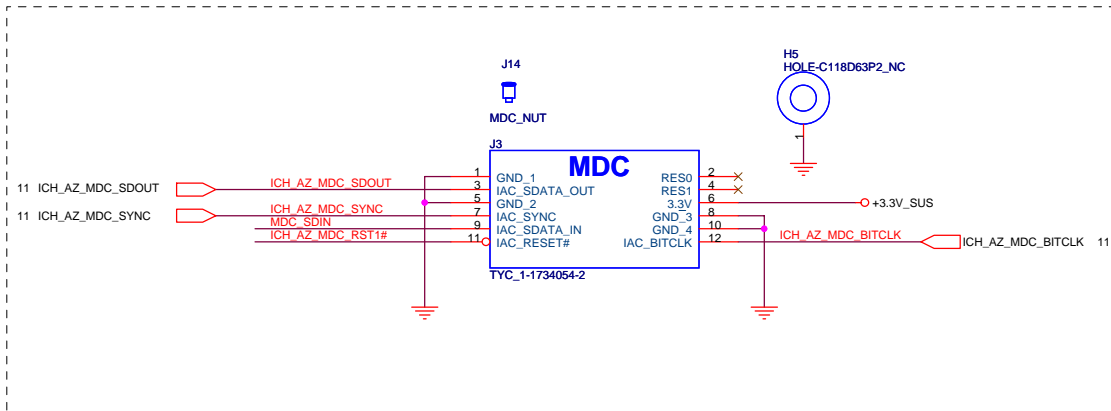 J14
MDC_NUT
H5
HOLE-C118D63P2_NC
1
J3
MDC
11 ICH_AZ_MDC_SDOUT
11 ICH_AZ_MDC_SYNC
ICH_AZ_MDC_SDOUT
ICH_AZ_MDC_SYNC
MDC_SDIN
ICH_AZ_MDC_RST1#
1 GND_1
3 IAC_SDATA_OUT
5 GND_2
7 IAC_SYNC
9 IAC_SDATA_IN
11 IAC_RESET#
RES0 2
RES1 4
3.3V 6
GND_3 8
GND_4 10
IAC_BITCLK 12
TYC_1-1734054-2
+3.3V_SUS
ICH_AZ_MDC_BITCLK
ICH_AZ_MDC_BITCLK 11